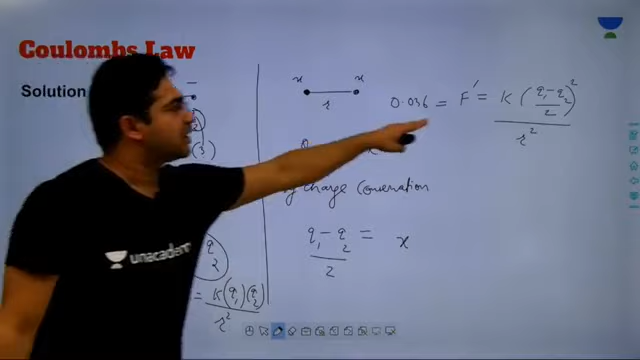 Coulombs Law
Solution
x x
r
0.036 = F' = K (q₁-q₂/2)² / r²
(?)
charge Conservation
q₁ - q₂ / 2 = x
q / 2
= K(q₁)(q₂) / r²
unacademy